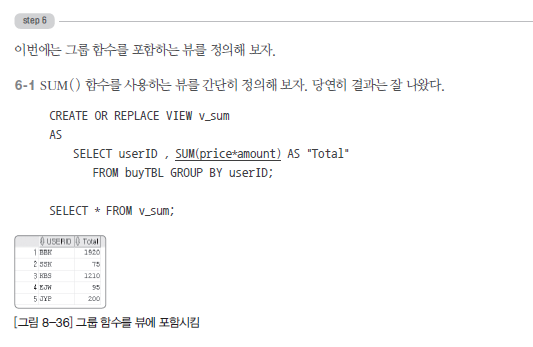 step 6
이번에는 그룹 함수를 포함하는 뷰를 정의해 보자.
6-1 SUM() 함수를 사용하는 뷰를 간단히 정의해 보자. 당연히 결과는 잘 나왔다.
CREATE OR REPLACE VIEW v_sum
AS
SELECT userID , SUM(price*amount) AS "Total"
FROM buyTBL GROUP BY userID;
SELECT * FROM v_sum;
USERID Total
1 BBK 1920
2 SSK 75
3 KBS 1210
4 EJW 95
5 JYP 200
[그림 8-36] 그룹 함수를 뷰에 포함시킴